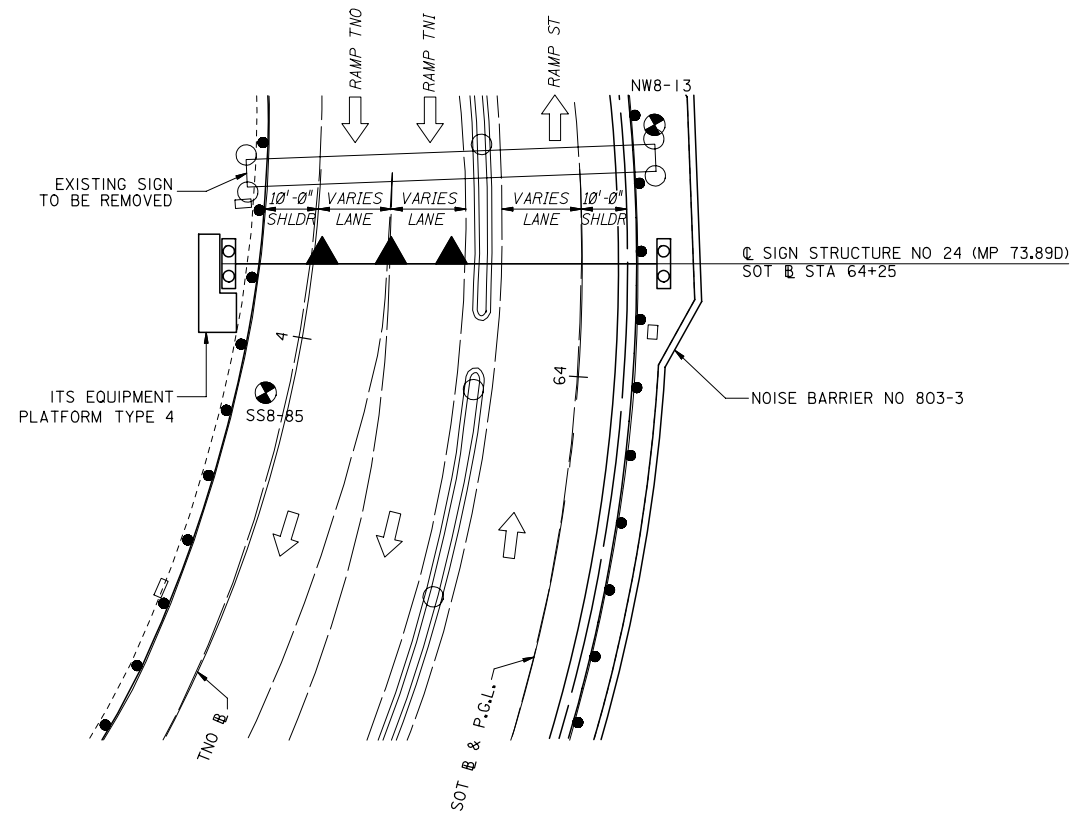 RAMP TNO
RAMP TNI
RAMP ST
NW8-13
EXISTING SIGN
TO BE REMOVED
10'-0"
SHLDR
VARIES
LANE
VARIES
LANE
VARIES
LANE
10'-0"
SHLDR
℄ SIGN STRUCTURE NO 24 (MP 73.89D)
SOT B STA 64+25
4
64
ITS EQUIPMENT
PLATFORM TYPE 4
SS8-85
NOISE BARRIER NO 803-3
TNO B
SOT B & P.G.L.